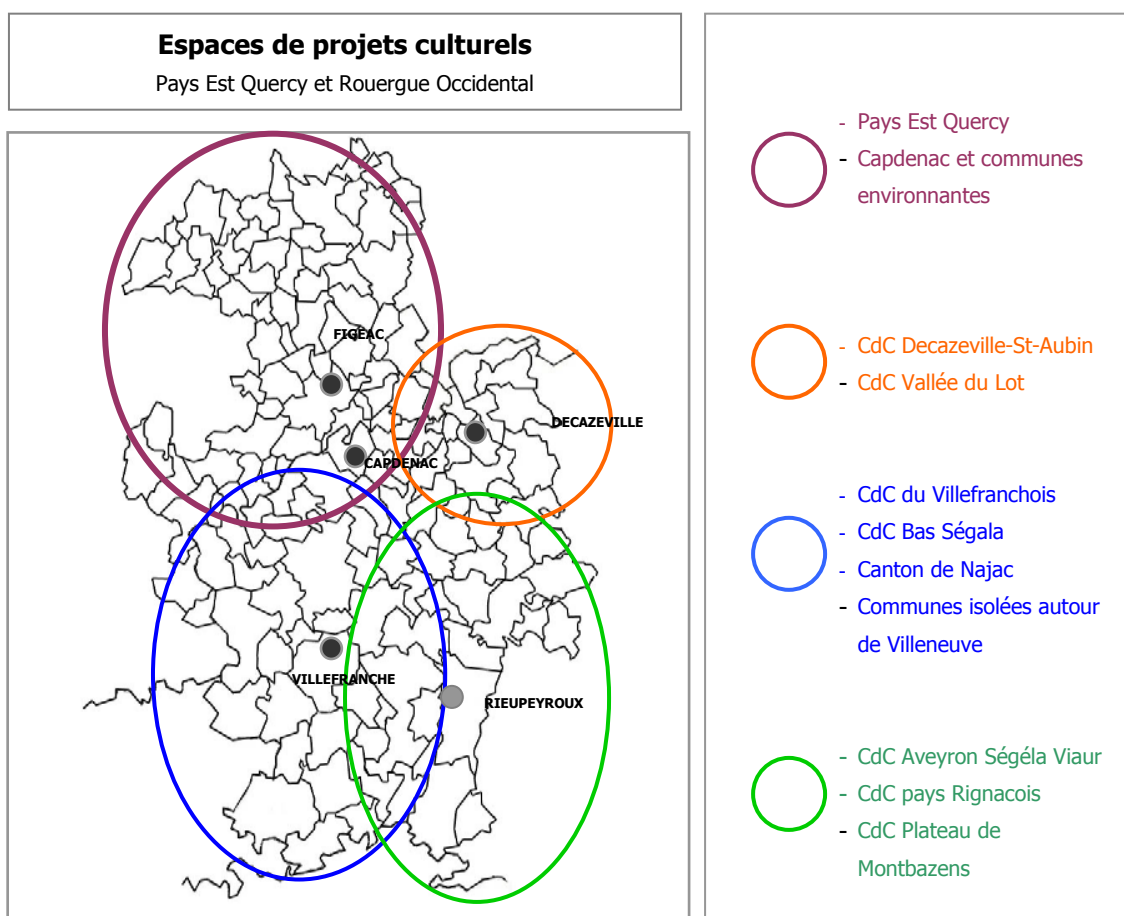 Espaces de projets culturels
Pays Est Quercy et Rouergue Occidental
FIGEAC
DECAZEVILLE
CAPDENAC
VILLEFRANCHE
RIEUPEYROUX
- Pays Est Quercy
- Capdenac et communes
environnantes
- CdC Decazeville-St-Aubin
- CdC Vallée du Lot
- CdC du Villefranchois
- CdC Bas Ségala
- Canton de Najac
- Communes isolées autour
de Villeneuve
- CdC Aveyron Ségéla Viaur
- CdC pays Rignacois
- CdC Plateau de
Montbazens